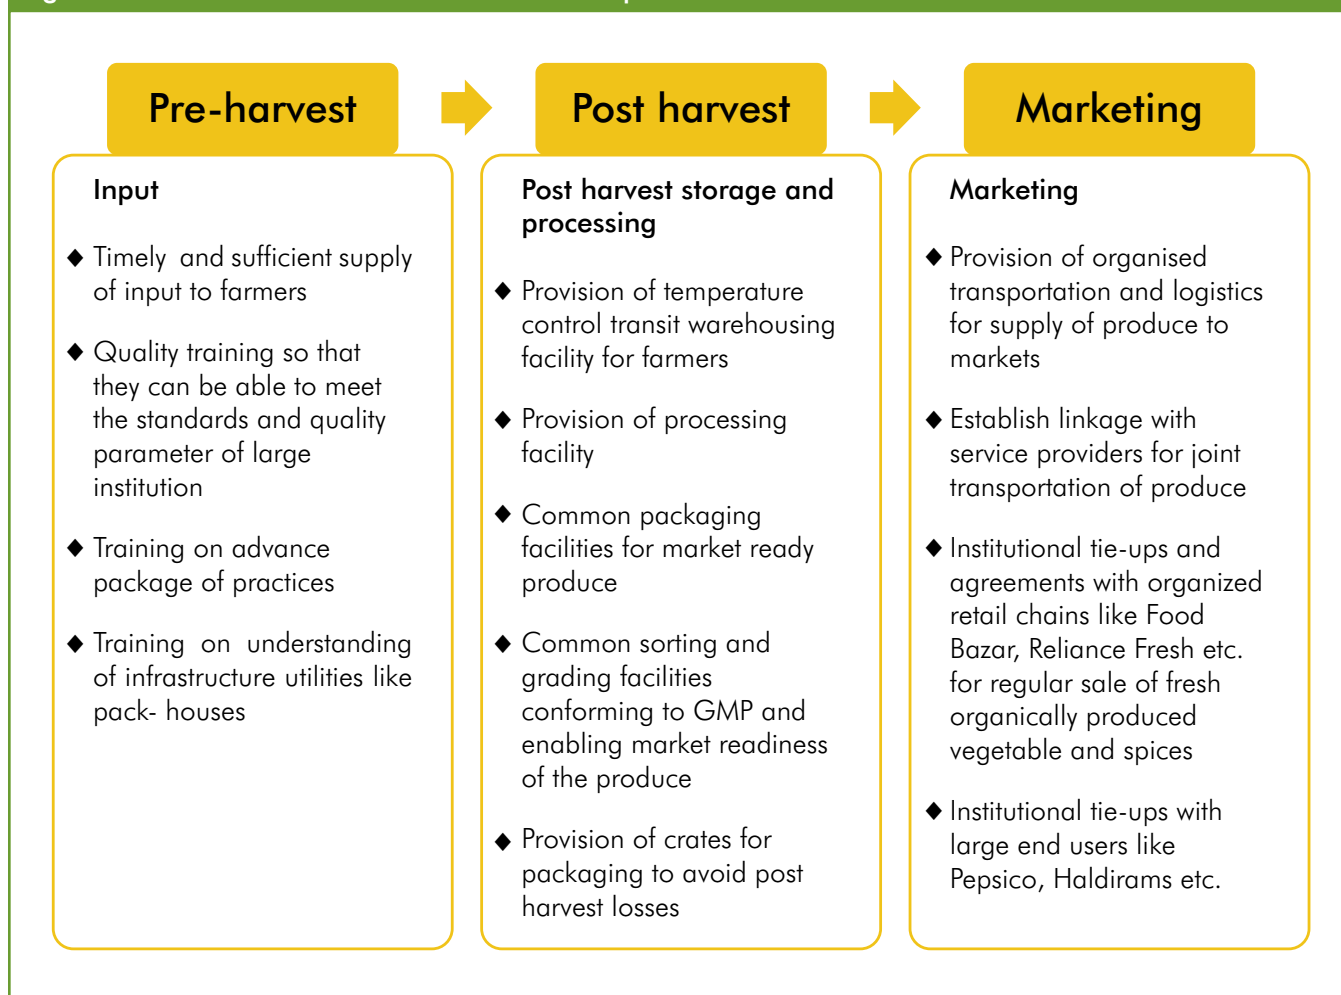 Pre-harvest
Post harvest
Marketing
Input
◆ Timely and sufficient supply
of input to farmers
◆ Quality training so that
they can be able to meet
the standards and quality
parameter of large
institution
◆ Training on advance
package of practices
◆ Training on understanding
of infrastructure utilities like
pack- houses
Post harvest storage and
processing
◆ Provision of temperature
control transit warehousing
facility for farmers
◆ Provision of processing
facility
◆ Common packaging
facilities for market ready
produce
◆ Common sorting and
grading facilities
conforming to GMP and
enabling market readiness
of the produce
◆ Provision of crates for
packaging to avoid post
harvest losses
Marketing
◆ Provision of organised
transportation and logistics
for supply of produce to
markets
◆ Establish linkage with
service providers for joint
transportation of produce
◆ Institutional tie-ups and
agreements with organized
retail chains like Food
Bazar, Reliance Fresh etc.
for regular sale of fresh
organically produced
vegetable and spices
◆ Institutional tie-ups with
large end users like
Pepsico, Haldirams etc.